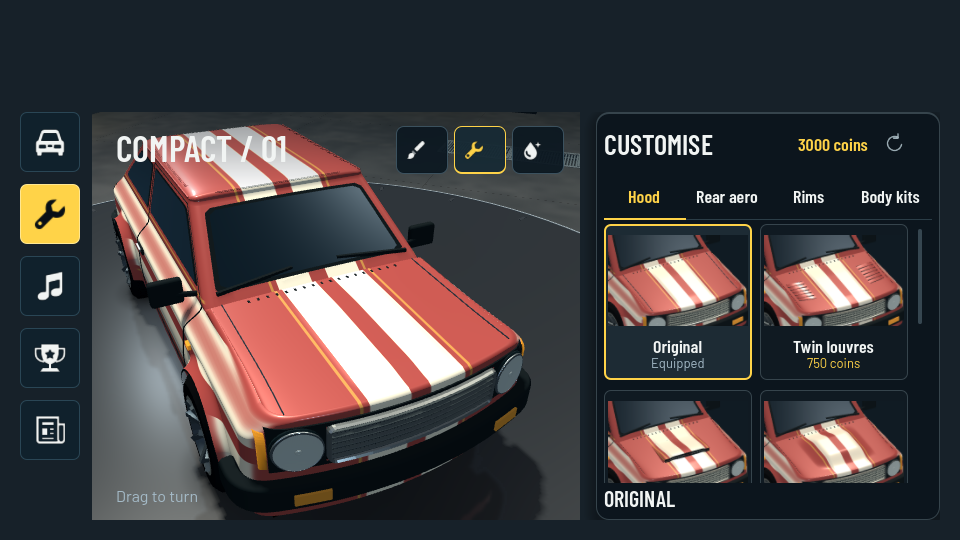 COMPACT / 01
Drag to turn
CUSTOMISE
3000 coins
Hood
Rear aero
Rims
Body kits
Original
Equipped
Twin louvres
750 coins
ORIGINAL